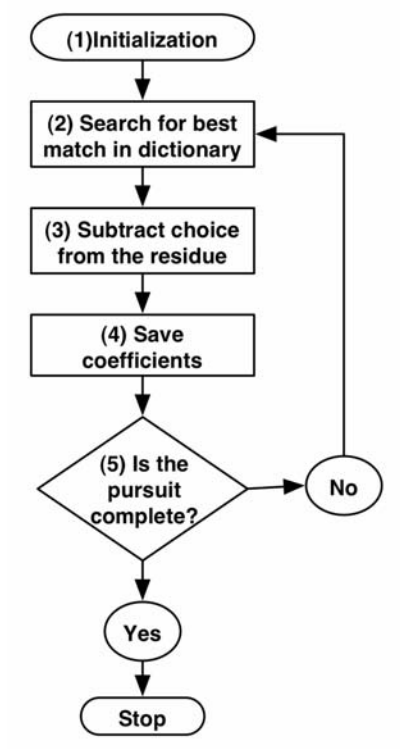 (1)Initialization
(2) Search for best
match in dictionary
(3) Subtract choice
from the residue
(4) Save
coefficients
(5) Is the
pursuit
complete?
No
Yes
Stop